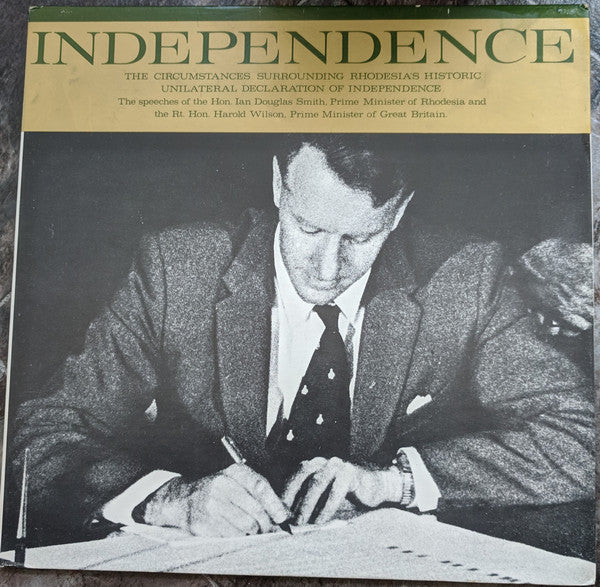 INDEPENDENCE
THE CIRCUMSTANCES SURROUNDING RHODESIA'S HISTORIC
UNILATERAL DECLARATION OF INDEPENDENCE
The speeches of the Hon. Ian Douglas Smith, Prime Minister of Rhodesia and
the Rt. Hon. Harold Wilson, Prime Minister of Great Britain.